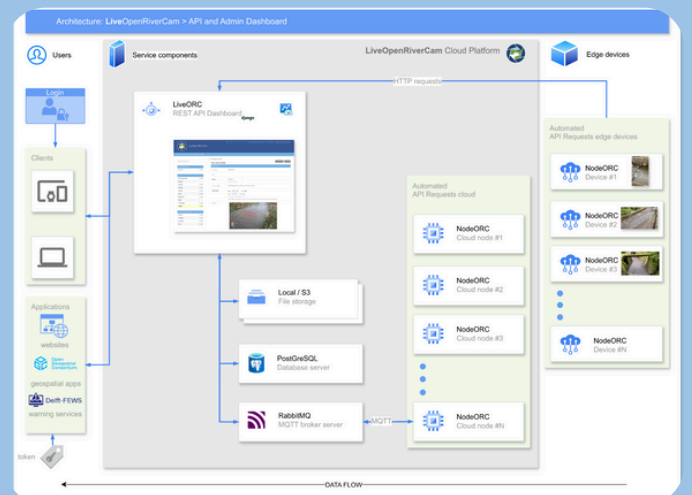 Architecture: LiveOpenRiverCam > API and Admin Dashboard
Users
Service components
LiveOpenRiverCam Cloud Platform
Edge devices
HTTP requests
Login
LiveORC
REST API Dashboard
django
Automated
API Requests edge devices
Clients
NodeORC
Device #1
Automated
API Requests cloud
NodeORC
Device #2
NodeORC
Cloud node #1
NodeORC
Device #3
NodeORC
Cloud node #2
Local / S3
File storage
Applications
websites
NodeORC
Cloud node #3
NodeORC
Device #N
Open
Geospatial
Consortium
PostGreSQL
Database server
geospatial apps
Delft-FEWS
warning services
RabbitMQ
MQTT broker server
MQTT
NodeORC
Cloud node #N
token
DATA FLOW